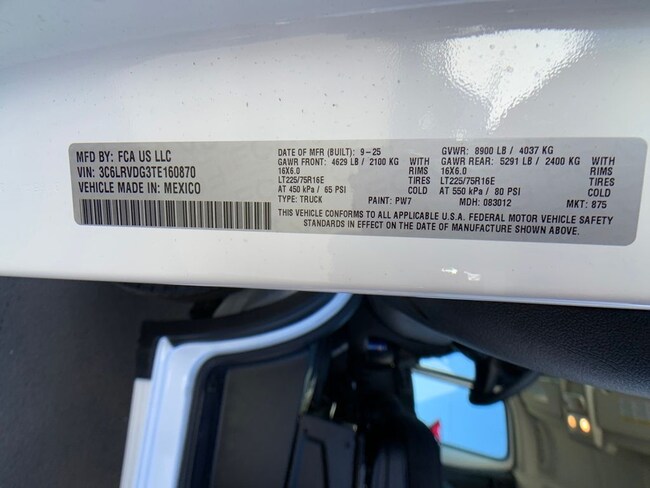 MFD BY: FCA US LLC
VIN: 3C6LRVDG3TE160870
VEHICLE MADE IN: MEXICO
DATE OF MFR (BUILT): 9-25 GVWR: 8900 LB / 4037 KG
GAWR FRONT: 4629 LB / 2100 KG WITH GAWR REAR: 5291 LB / 2400 KG WITH
16X6.0 RIMS 16X6.0 RIMS
LT225/75R16E TIRES LT225/75R16E TIRES
AT 450 kPa / 65 PSI COLD AT 550 kPa / 80 PSI COLD
TYPE: TRUCK PAINT: PW7 MDH: 083012 MKT: 875
THIS VEHICLE CONFORMS TO ALL APPLICABLE U.S.A. FEDERAL MOTOR VEHICLE SAFETY
STANDARDS IN EFFECT ON THE DATE OF MANUFACTURE SHOWN ABOVE.